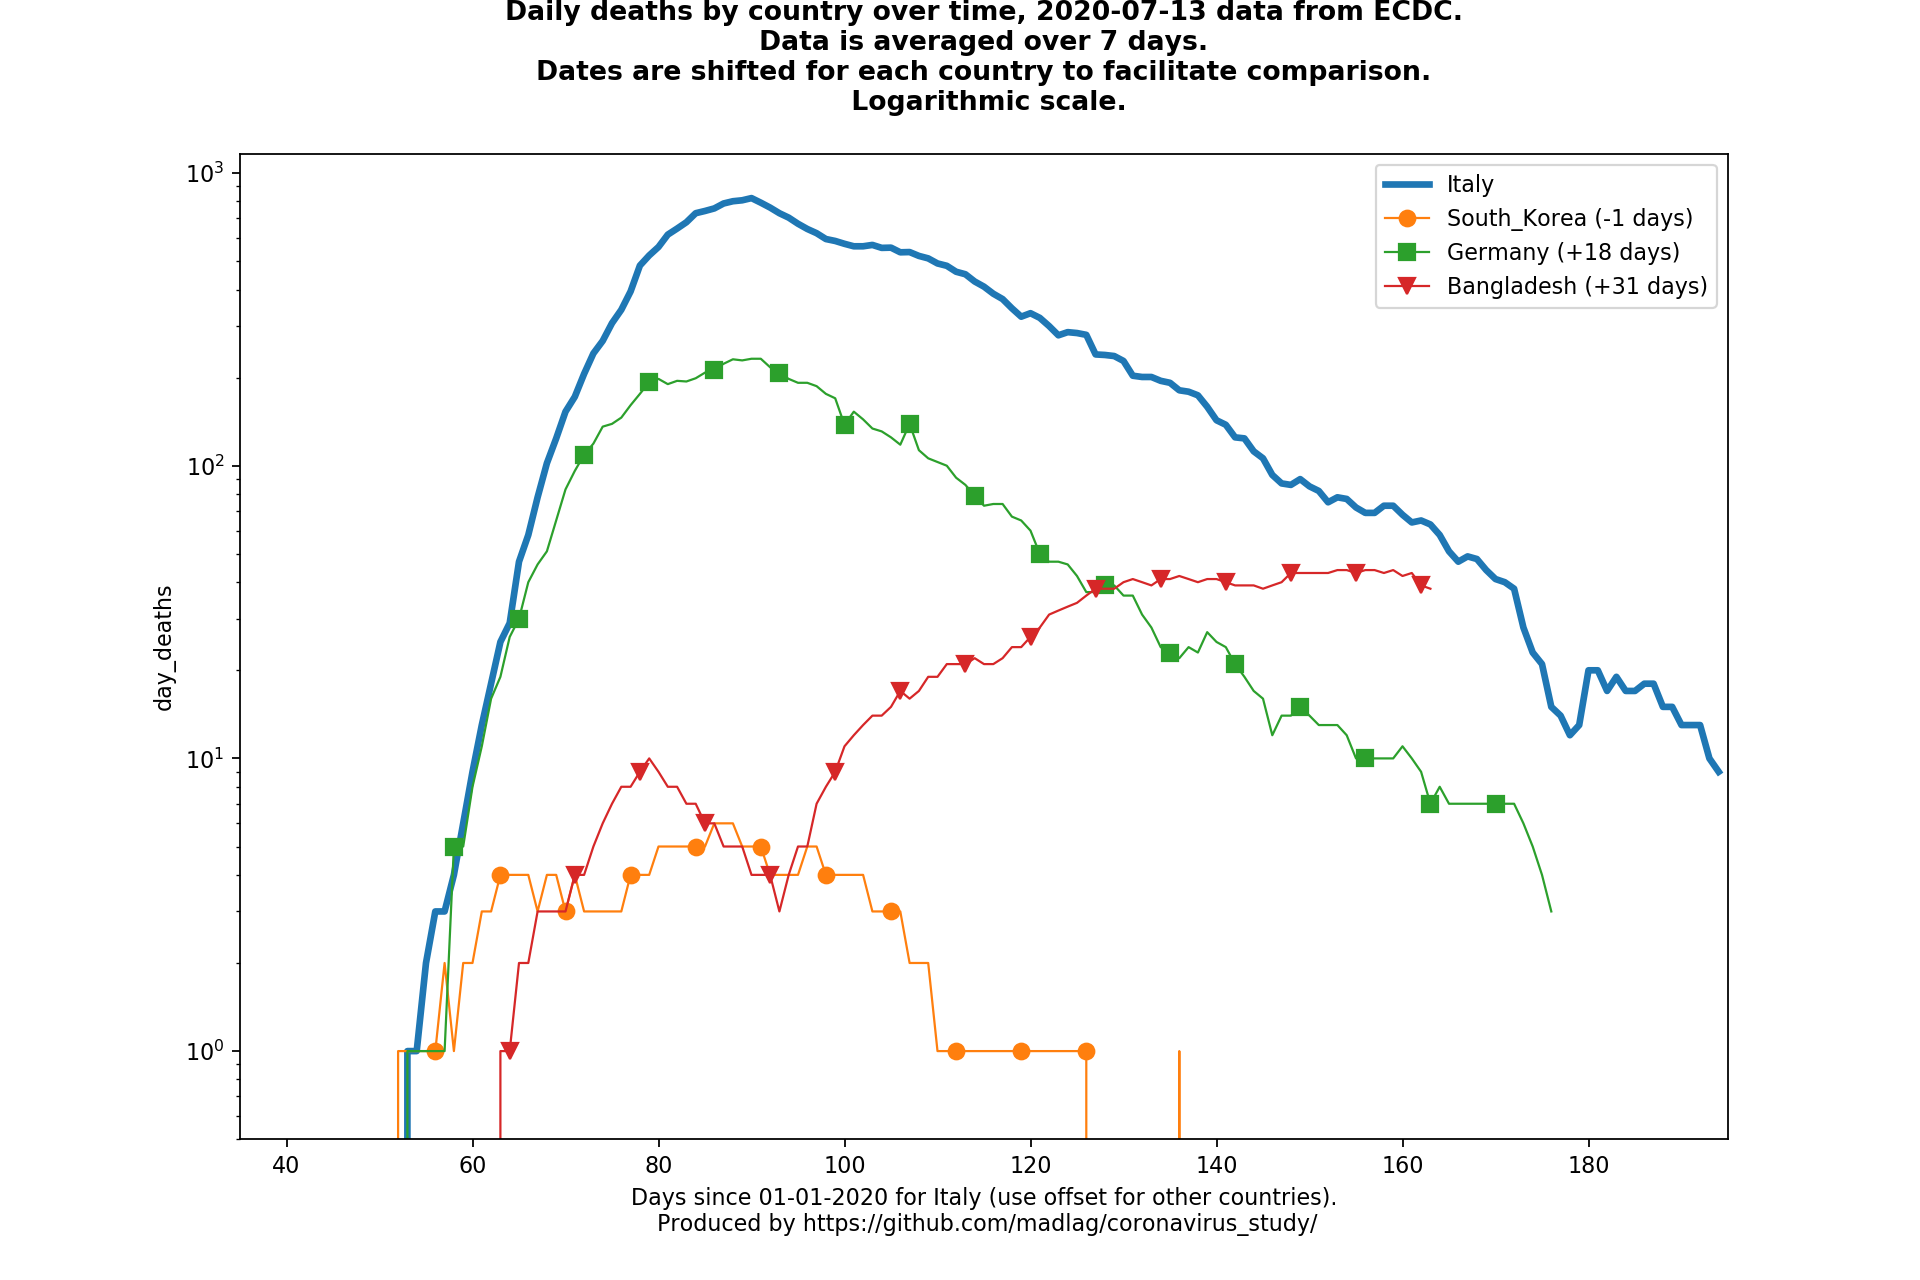 Daily deaths by country over time, 2020-07-13 data from ECDC.
Data is averaged over 7 days.
Dates are shifted for each country to facilitate comparison.
Logarithmic scale.
10³
Italy
South_Korea (-1 days)
Germany (+18 days)
Bangladesh (+31 days)
10²
day_deaths
10¹
10⁰
40 60 80 100 120 140 160 180
Days since 01-01-2020 for Italy (use offset for other countries).
Produced by https://github.com/madlag/coronavirus_study/